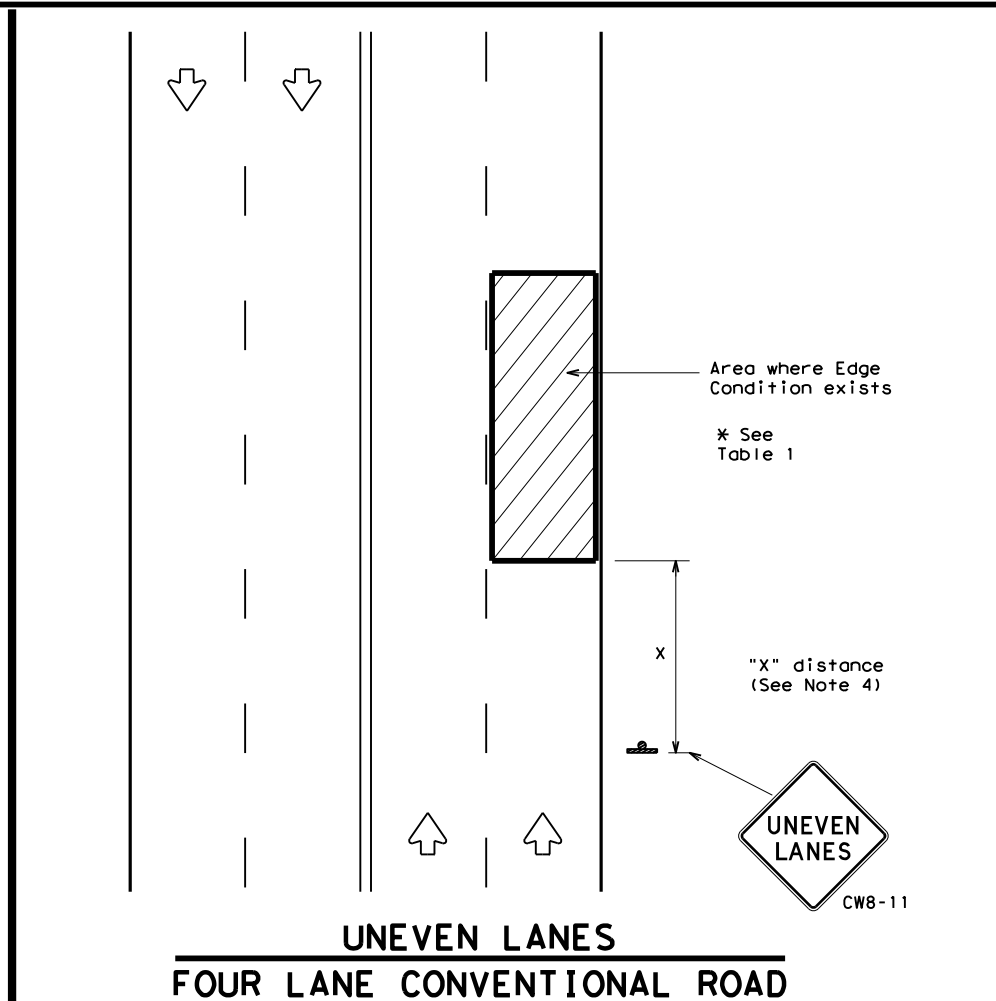 Area where Edge
Condition exists
* See
Table 1
X
"X" distance
(See Note 4)
UNEVEN
LANES
CW8-11
UNEVEN LANES
FOUR LANE CONVENTIONAL ROAD